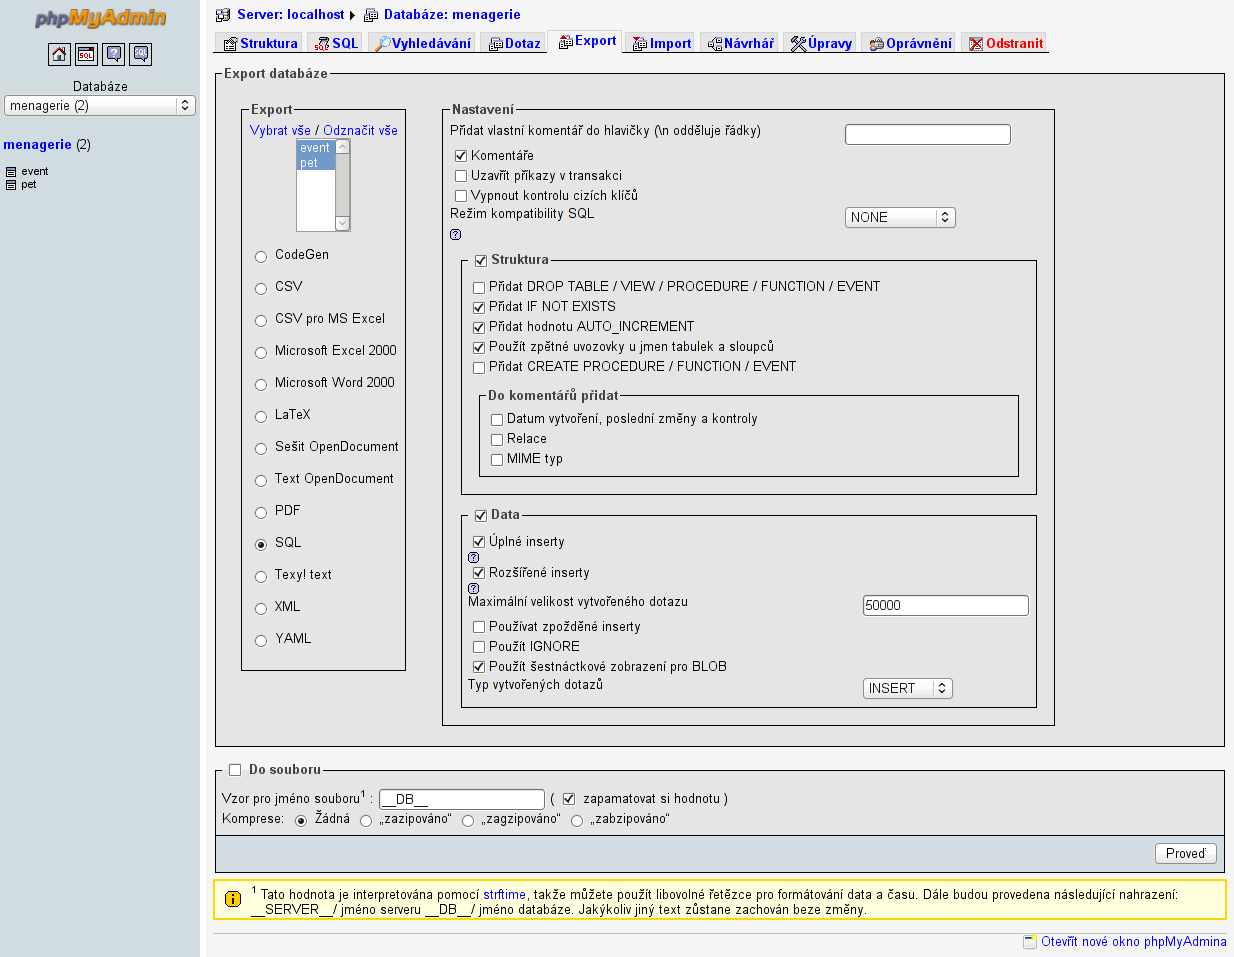 phpMyAdmin
SQL
SQL
Databáze
menagerie (2)
menagerie (2)
event
pet
Server: localhost
Databáze: menagerie
Struktura
SQL
Vyhledávání
Dotaz
Export
Import
Návrhář
Úpravy
Oprávnění
Odstranit
Export databáze
Export
Vybrat vše / Odznačit vše
event
pet
CodeGen
CSV
CSV pro MS Excel
Microsoft Excel 2000
Microsoft Word 2000
LaTeX
Sešit OpenDocument
Text OpenDocument
PDF
SQL
Texy! text
XML
YAML
Nastavení
Přidat vlastní komentář do hlavičky (\n odděluje řádky)
Komentáře
Uzavřít příkazy v transakci
Vypnout kontrolu cizích klíčů
Režim kompatibility SQL
NONE
Struktura
Přidat DROP TABLE / VIEW / PROCEDURE / FUNCTION / EVENT
Přidat IF NOT EXISTS
Přidat hodnotu AUTO_INCREMENT
Použít zpětné uvozovky u jmen tabulek a sloupců
Přidat CREATE PROCEDURE / FUNCTION / EVENT
Do komentářů přidat
Datum vytvoření, poslední změny a kontroly
Relace
MIME typ
Data
Úplné inserty
Rozšířené inserty
Maximální velikost vytvořeného dotazu
50000
Používat zpožděné inserty
Použít IGNORE
Použít šestnáctkové zobrazení pro BLOB
Typ vytvořených dotazů
INSERT
Do souboru
Vzor pro jméno souboru1 : __DB__ ( zapamatovat si hodnotu )
Komprese: Žádná „zazipováno“ „zagzipováno“ „zabzipováno“
Proveď
1 Tato hodnota je interpretována pomocí strftime, takže můžete použít libovolné řetězce pro formátování data a času. Dále budou provedena následující nahrazení:
__SERVER__/ jméno serveru __DB__/ jméno databáze. Jakýkoliv jiný text zůstane zachován beze změny.
Otevřít nové okno phpMyAdmina